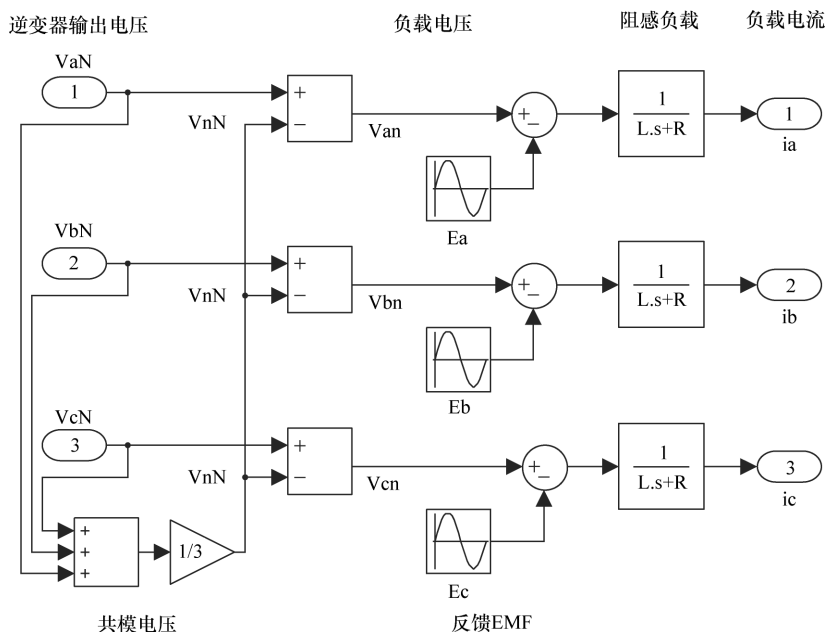 逆变器输出电压
负载电压
阻感负载
负载电流
VaN
1
VnN
+
−
Van
+
−
Ea
1
L.s+R
1
ia
VbN
2
VnN
+
−
Vbn
+
−
Eb
1
L.s+R
2
ib
VcN
3
VnN
+
−
Vcn
+
−
Ec
1
L.s+R
3
ic
+
+
+
1/3
共模电压
反馈EMF